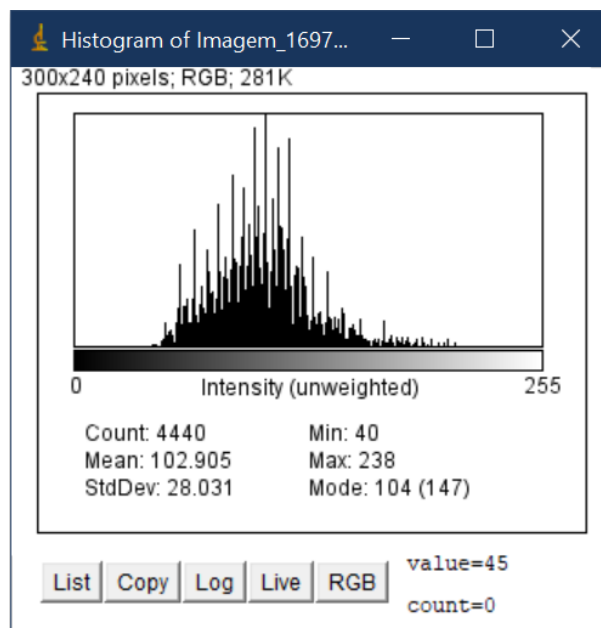 Histogram of Imagem_1697...
300x240 pixels; RGB; 281K
0 Intensity (unweighted) 255
Count: 4440 Min: 40
Mean: 102.905 Max: 238
StdDev: 28.031 Mode: 104 (147)
List Copy Log Live RGB value=45
count=0